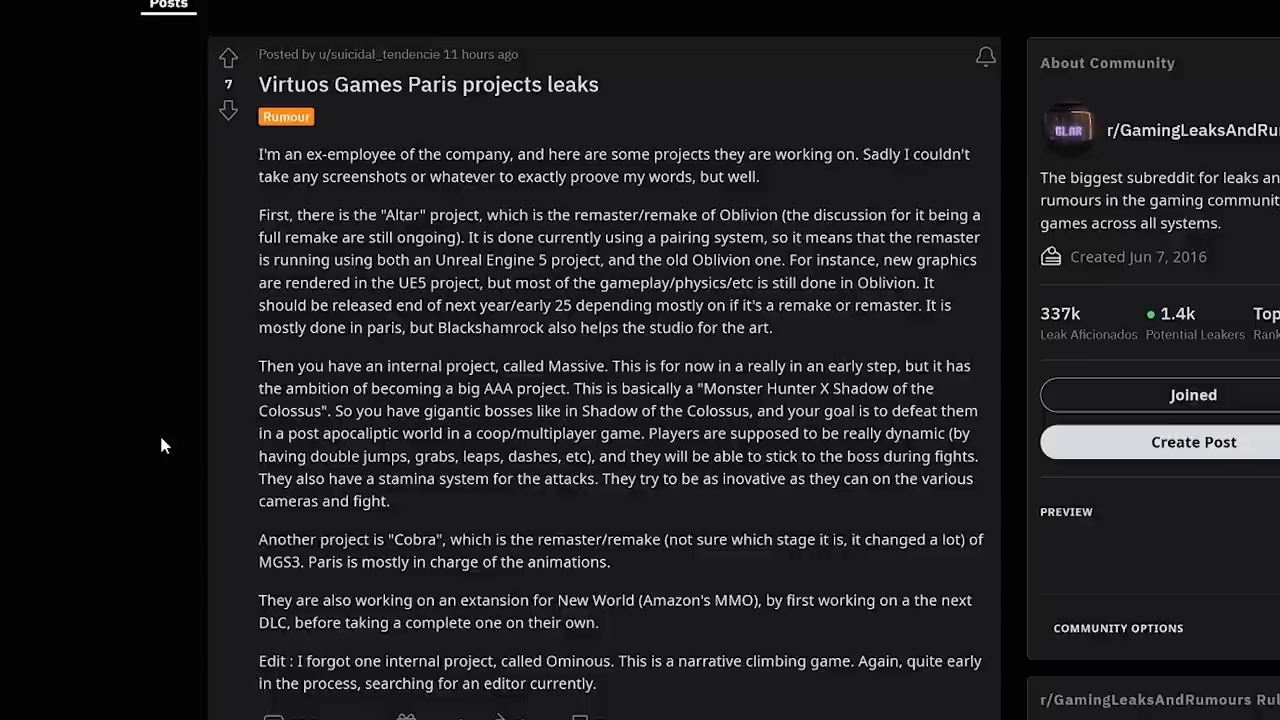 Posts
Posted by u/suicidal_tendencie 11 hours ago
7
Virtuos Games Paris projects leaks
Rumour
I'm an ex-employee of the company, and here are some projects they are working on. Sadly I couldn't
take any screenshots or whatever to exactly proove my words, but well.
First, there is the "Altar" project, which is the remaster/remake of Oblivion (the discussion for it being a
full remake are still ongoing). It is done currently using a pairing system, so it means that the remaster
is running using both an Unreal Engine 5 project, and the old Oblivion one. For instance, new graphics
are rendered in the UE5 project, but most of the gameplay/physics/etc is still done in Oblivion. It
should be released end of next year/early 25 depending mostly on if it's a remake or remaster. It is
mostly done in paris, but Blackshamrock also helps the studio for the art.
Then you have an internal project, called Massive. This is for now in a really in an early step, but it has
the ambition of becoming a big AAA project. This is basically a "Monster Hunter X Shadow of the
Colossus". So you have gigantic bosses like in Shadow of the Colossus, and your goal is to defeat them
in a post apocaliptic world in a coop/multiplayer game. Players are supposed to be really dynamic (by
having double jumps, grabs, leaps, dashes, etc), and they will be able to stick to the boss during fights.
They also have a stamina system for the attacks. They try to be as inovative as they can on the various
cameras and fight.
Another project is "Cobra", which is the remaster/remake (not sure which stage it is, it changed a lot) of
MGS3. Paris is mostly in charge of the animations.
They are also working on an extansion for New World (Amazon's MMO), by first working on a the next
DLC, before taking a complete one on their own.
Edit : I forgot one internal project, called Ominous. This is a narrative climbing game. Again, quite early
in the process, searching for an editor currently.
About Community
GLAR
r/GamingLeaksAndRu
The biggest subreddit for leaks an
rumours in the gaming communit
games across all systems.
Created Jun 7, 2016
337k
1.4k
Top
Leak Aficionados
Potential Leakers
Rank
Joined
Create Post
PREVIEW
COMMUNITY OPTIONS
r/GamingLeaksAndRumours Rul